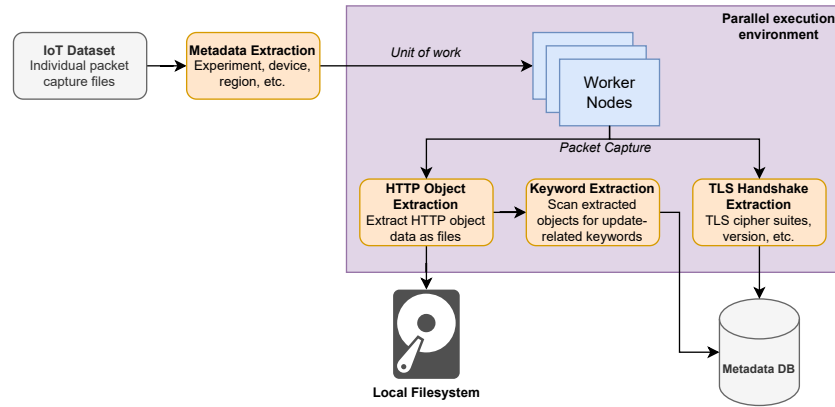 Parallel execution
environment
IoT Dataset
Individual packet
capture files
Metadata Extraction
Experiment, device,
region, etc.
Unit of work
Worker
Nodes
Packet Capture
HTTP Object
Extraction
Extract HTTP object
data as files
Keyword Extraction
Scan extracted
objects for update-
related keywords
TLS Handshake
Extraction
TLS cipher suites,
version, etc.
Local Filesystem
Metadata DB